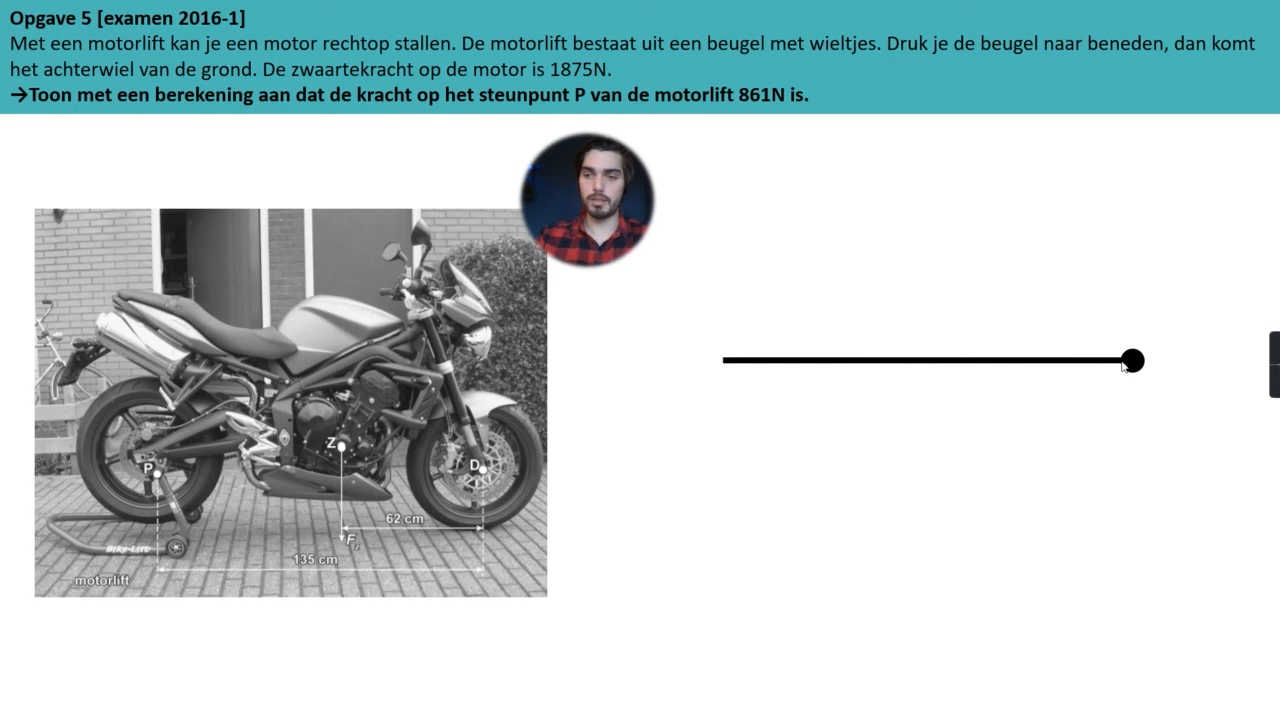 Opgave 5 [examen 2016-1]
Met een motorlift kan je een motor rechtop stallen. De motorlift bestaat uit een beugel met wieltjes. Druk je de beugel naar beneden, dan komt
het achterwiel van de grond. De zwaartekracht op de motor is 1875N.
→Toon met een berekening aan dat de kracht op het steunpunt P van de motorlift 861N is.
Z
P
D
62 cm
Fz
135 cm
BIKE-LIFT
motorlift